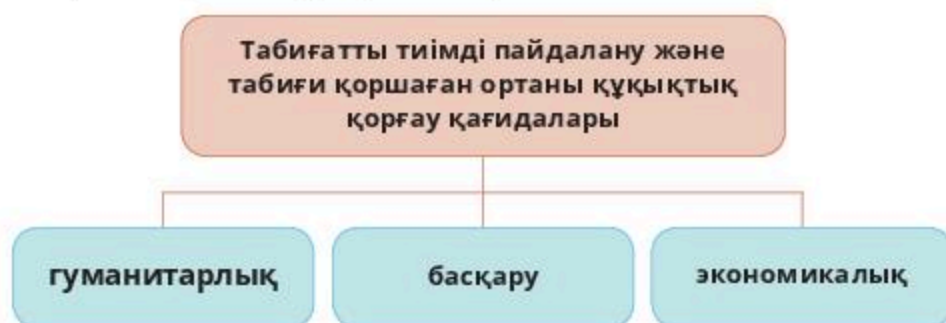 Табиғатты тиімді пайдалану және
табиғи қоршаған ортаны құқықтық
қорғау қағидалары
гуманитарлық
басқару
экономикалық